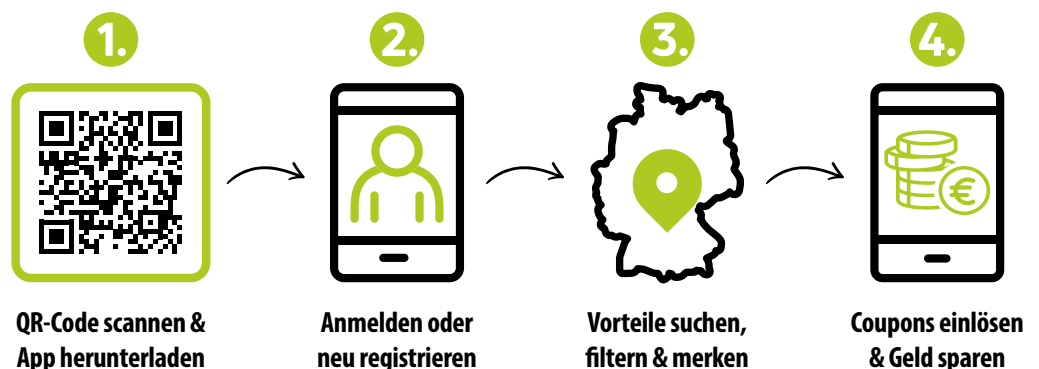 1.
2.
3.
4.
QR-Code scannen &
App herunterladen
Anmelden oder
neu registrieren
Vorteile suchen,
filtern & merken
€
Coupons einlösen
& Geld sparen